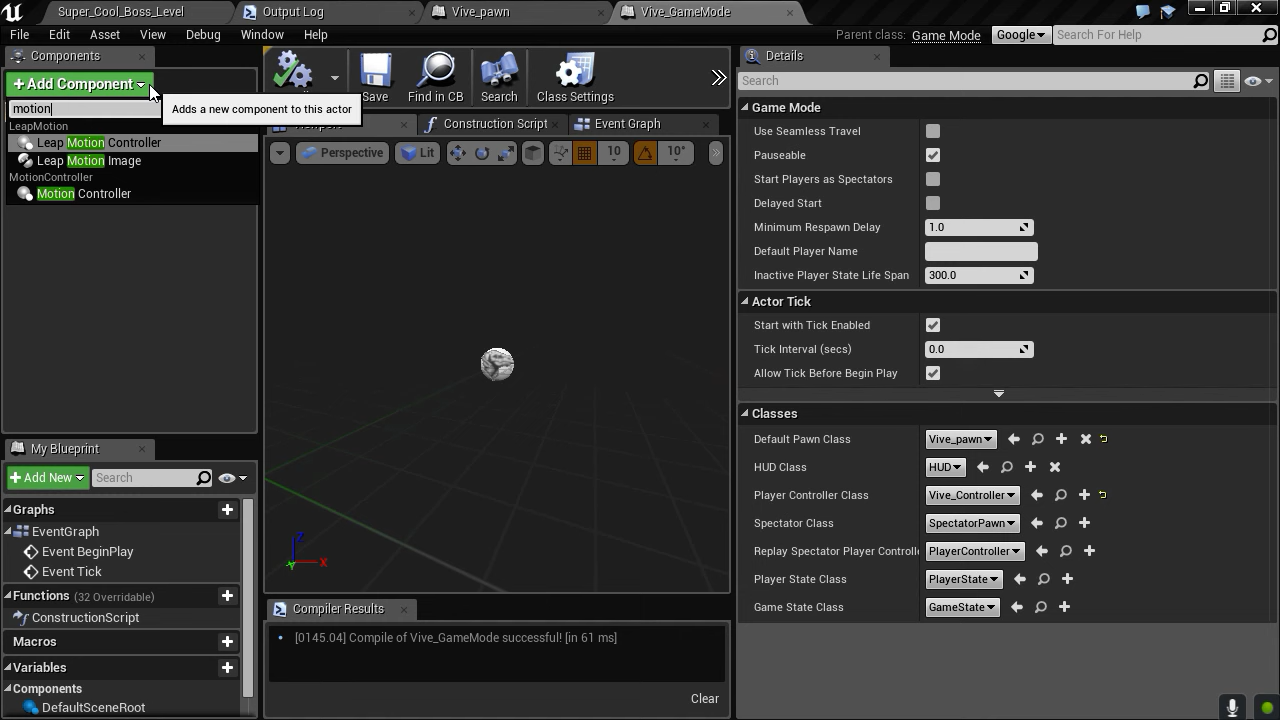 Super_Cool_Boss_Level
Output Log
Vive_pawn
Vive_GameMode
File Edit Asset View Debug Window Help
Parent class: Game Mode
Google
Search For Help
Components
+ Add Component
motion
Adds a new component to this actor
LeapMotion
Leap Motion Controller
Leap Motion Image
MotionController
Motion Controller
Save
Find in CB
Search
Class Settings
Construction Script
Event Graph
Perspective
Lit
10
10°
Z
X
Compiler Results
• [0145.04] Compile of Vive_GameMode successful! [in 61 ms]
Clear
My Blueprint
+ Add New
Search
Graphs
EventGraph
Event BeginPlay
Event Tick
Functions (32 Overridable)
ConstructionScript
Macros
Variables
Components
DefaultSceneRoot
Details
Search
Game Mode
Use Seamless Travel
Pauseable
Start Players as Spectators
Delayed Start
Minimum Respawn Delay 1.0
Default Player Name
Inactive Player State Life Span 300.0
Actor Tick
Start with Tick Enabled
Tick Interval (secs) 0.0
Allow Tick Before Begin Play
Classes
Default Pawn Class Vive_pawn
HUD Class HUD
Player Controller Class Vive_Controller
Spectator Class SpectatorPawn
Replay Spectator Player Controlle PlayerController
Player State Class PlayerState
Game State Class GameState